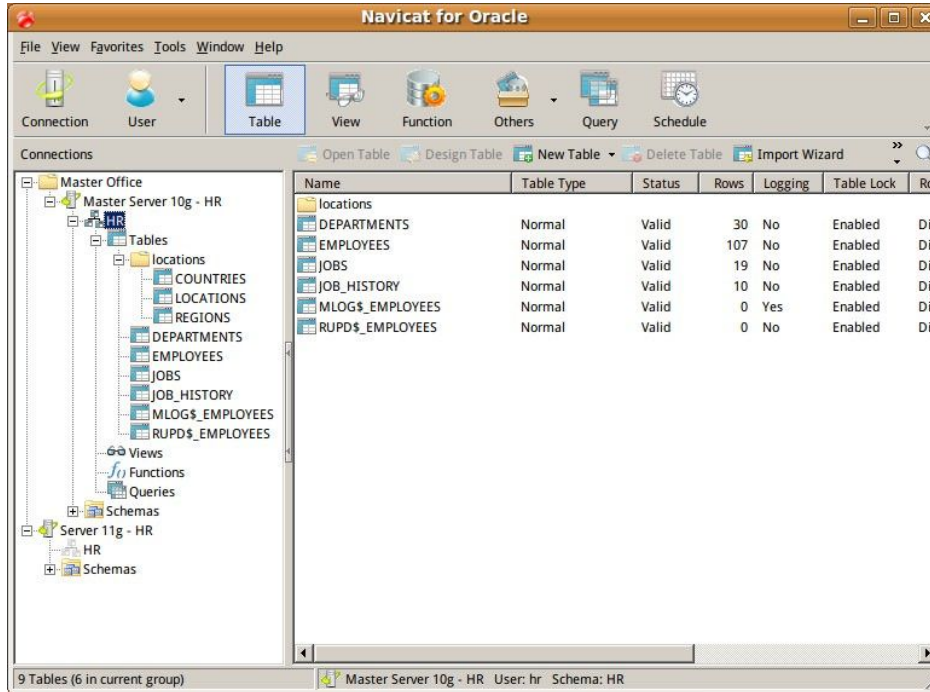 Navicat for Oracle
File View Favorites Tools Window Help
Connection User Table View Function Others Query Schedule
Connections
Open Table Design Table New Table Delete Table Import Wizard »
Master Office
Master Server 10g - HR
HR
Tables
locations
COUNTRIES
LOCATIONS
REGIONS
DEPARTMENTS
EMPLOYEES
JOBS
JOB_HISTORY
MLOG$_EMPLOYEES
RUPD$_EMPLOYEES
Views
f() Functions
Queries
Schemas
Server 11g - HR
HR
Schemas
Name Table Type Status Rows Logging Table Lock
locations
DEPARTMENTS Normal Valid 30 No Enabled
EMPLOYEES Normal Valid 107 No Enabled
JOBS Normal Valid 19 No Enabled
JOB_HISTORY Normal Valid 10 No Enabled
MLOG$_EMPLOYEES Normal Valid 0 Yes Enabled
RUPD$_EMPLOYEES Normal Valid 0 No Enabled
9 Tables (6 in current group) Master Server 10g - HR User: hr Schema: HR